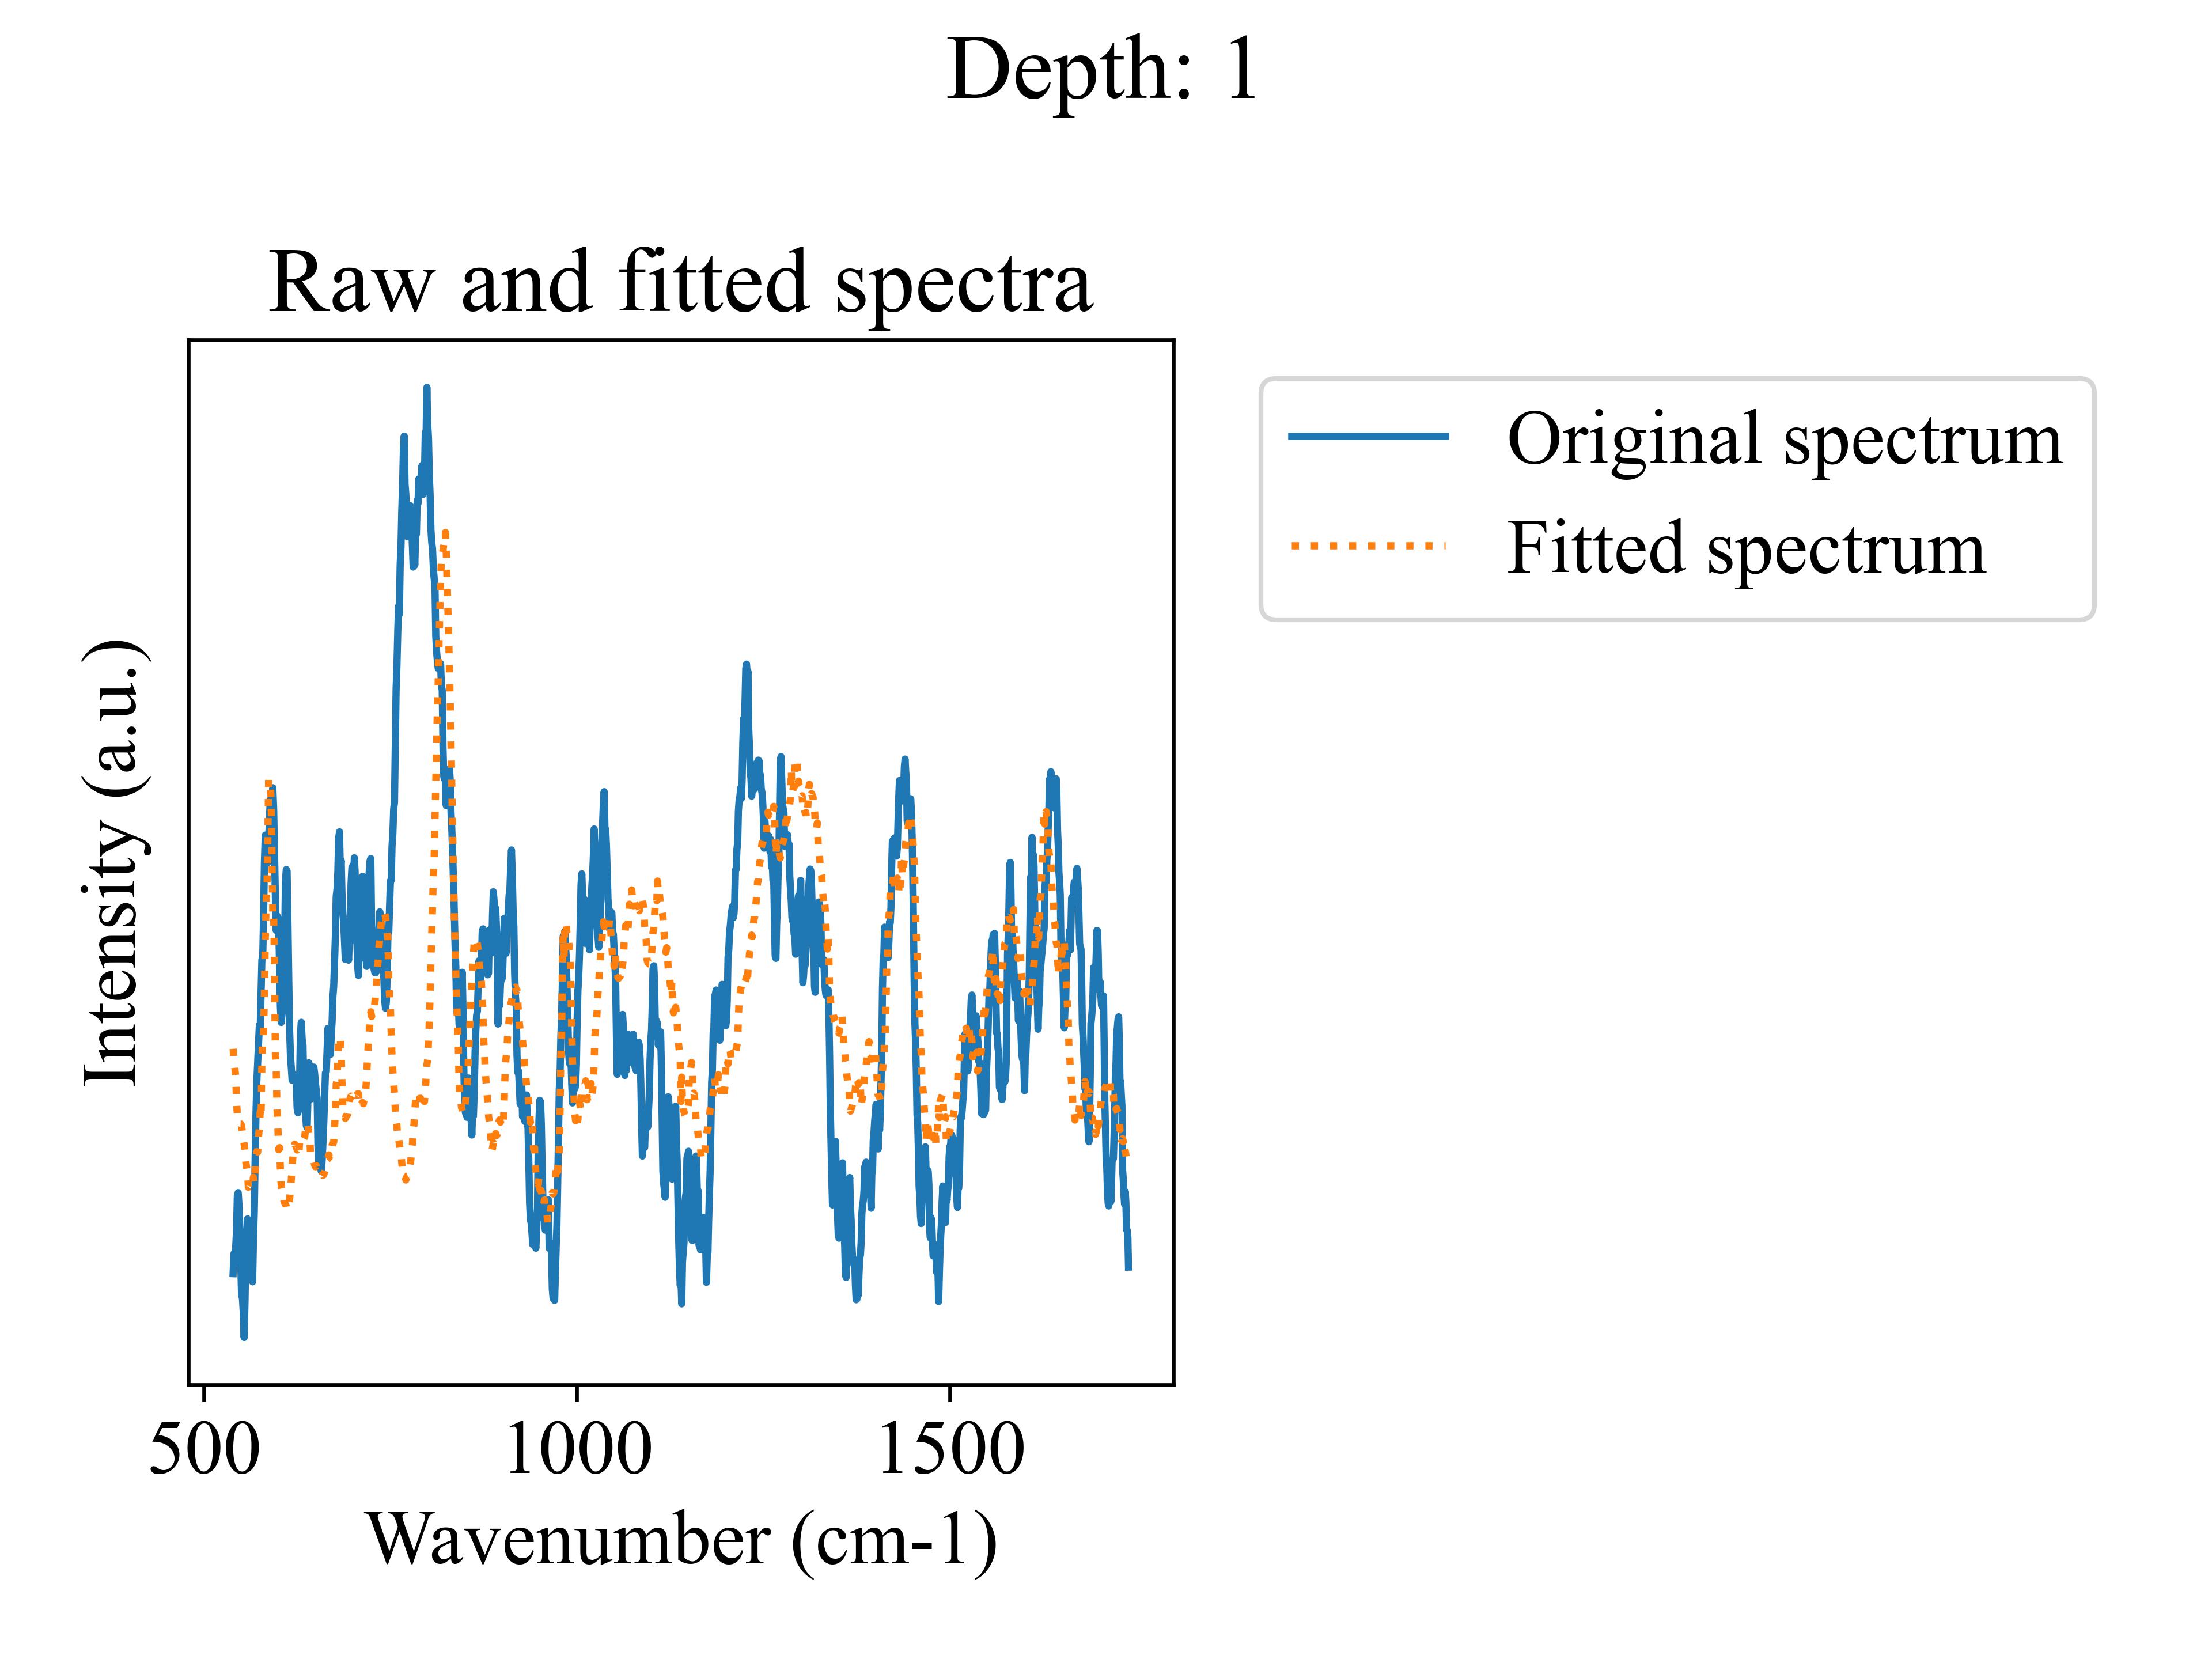 Depth: 1
Raw and fitted spectra
Original spectrum
Fitted spectrum
Intensity (a.u.)
500 1000 1500
Wavenumber (cm-1)